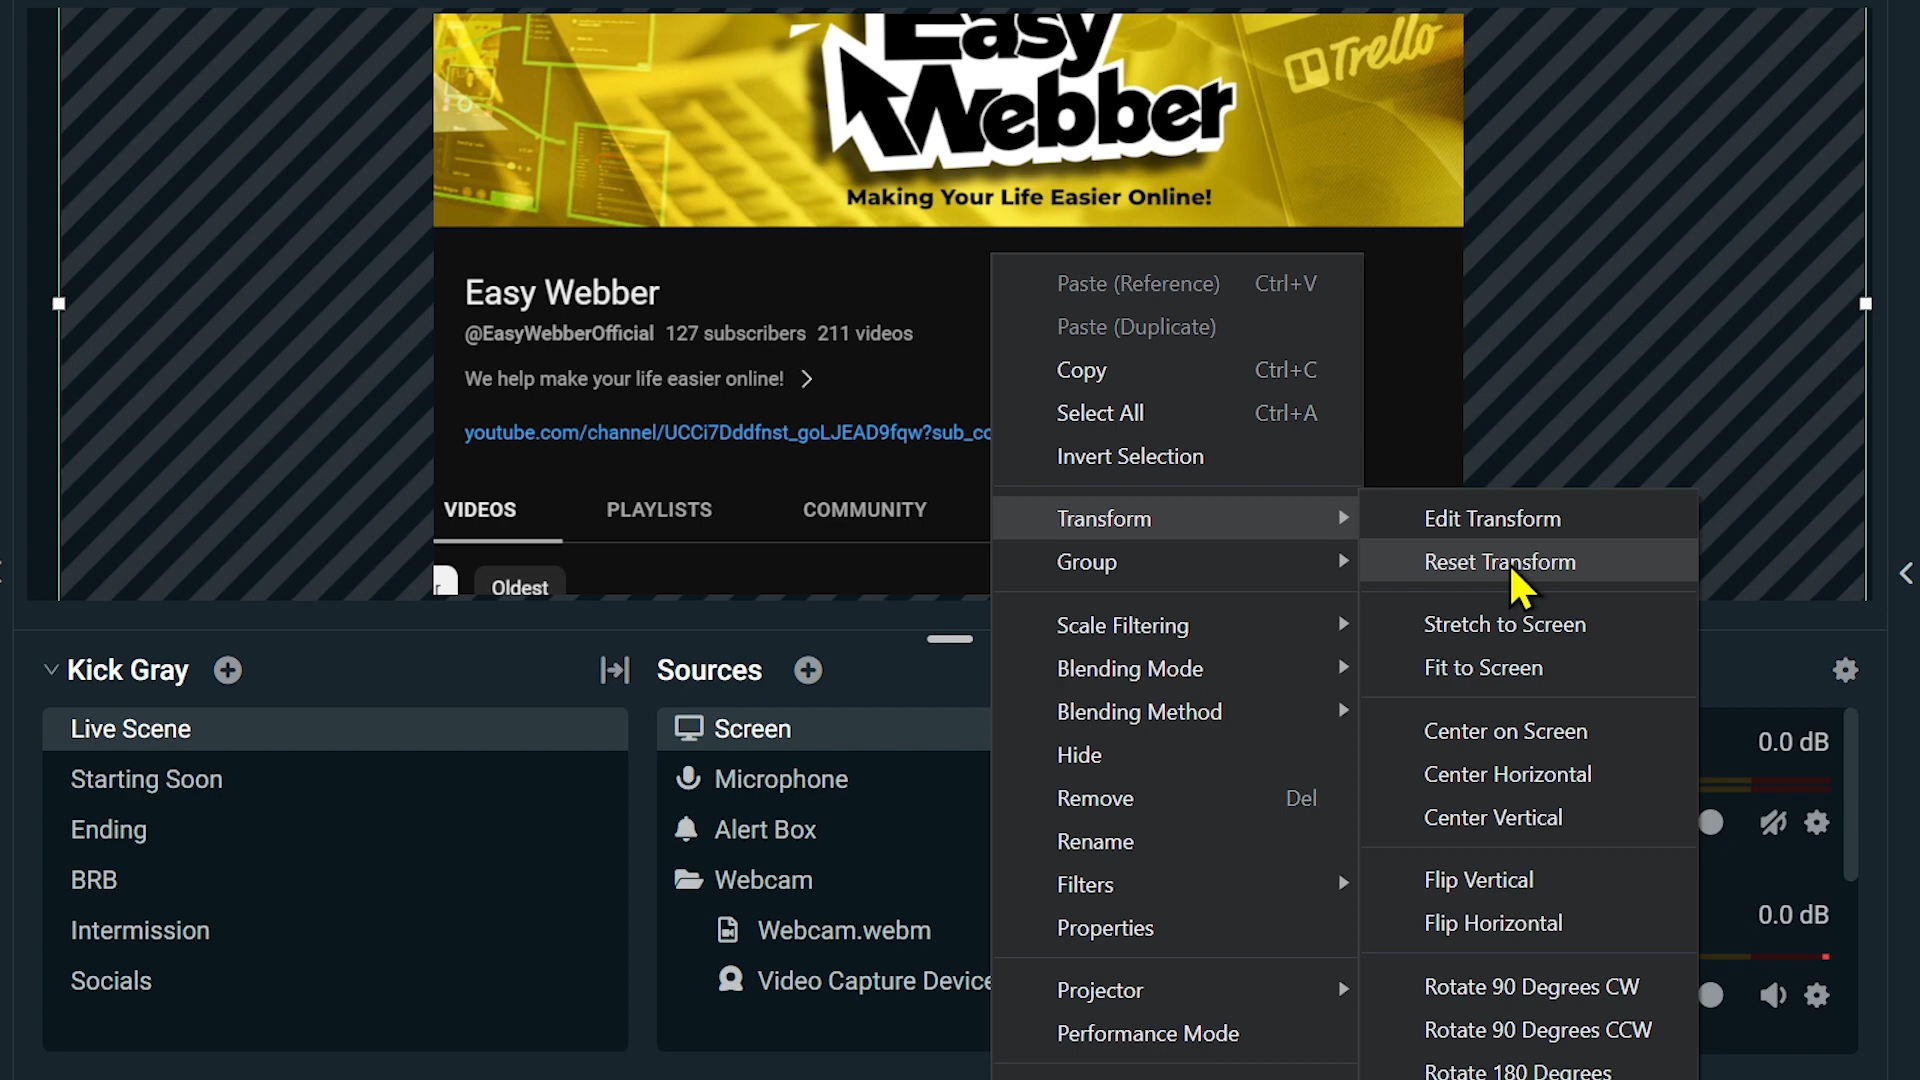 Easy
Webber
Trello
Making Your Life Easier Online!
Easy Webber
@EasyWebberOfficial 127 subscribers 211 videos
We help make your life easier online! >
youtube.com/channel/UCCi7Dddfnst_goLJEAD9fqw?sub_cc
VIDEOS PLAYLISTS COMMUNITY
Oldest
Paste (Reference) Ctrl+V
Paste (Duplicate)
Copy Ctrl+C
Select All Ctrl+A
Invert Selection
Transform
Group
Scale Filtering
Blending Mode
Blending Method
Hide
Remove Del
Rename
Filters
Properties
Projector
Performance Mode
Edit Transform
Reset Transform
Stretch to Screen
Fit to Screen
Center on Screen
Center Horizontal
Center Vertical
Flip Vertical
Flip Horizontal
Rotate 90 Degrees CW
Rotate 90 Degrees CCW
Rotate 180 Degrees
Kick Gray
Live Scene
Starting Soon
Ending
BRB
Intermission
Socials
Sources
Screen
Microphone
Alert Box
Webcam
Webcam.webm
Video Capture Device
0.0 dB
0.0 dB